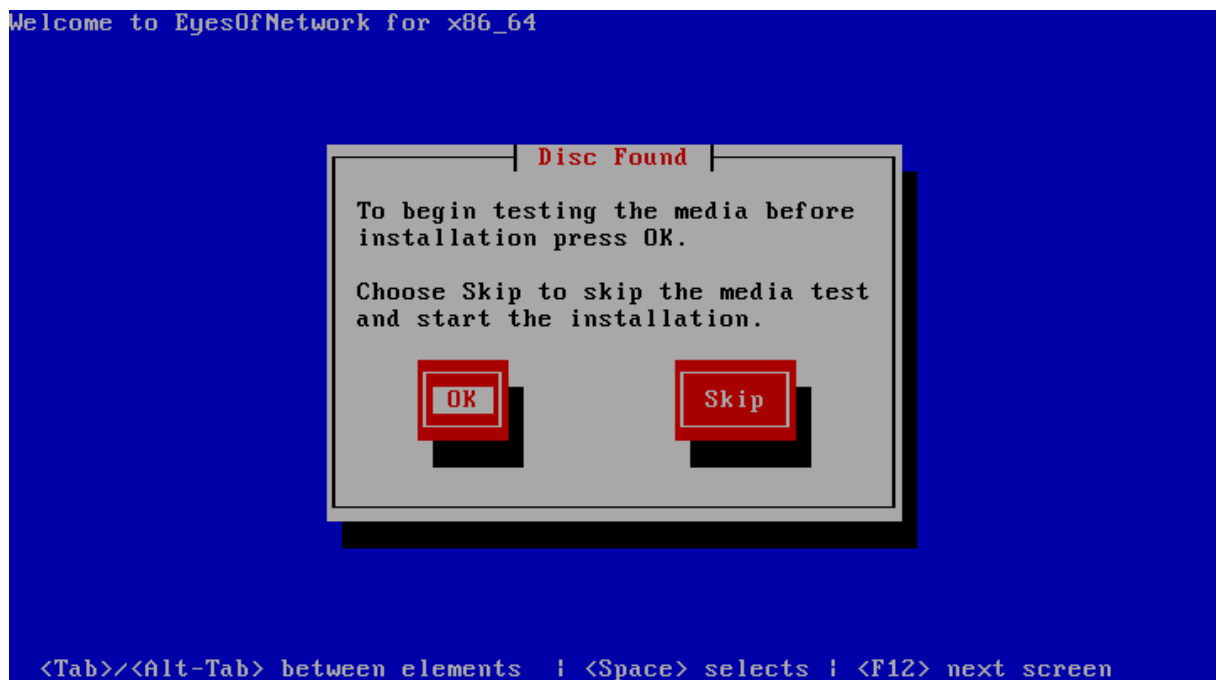 Welcome to EyesOfNetwork for x86_64
Disc Found
To begin testing the media before
installation press OK.
Choose Skip to skip the media test
and start the installation.
OK Skip
<Tab>/<Alt-Tab> between elements | <Space> selects | <F12> next screen